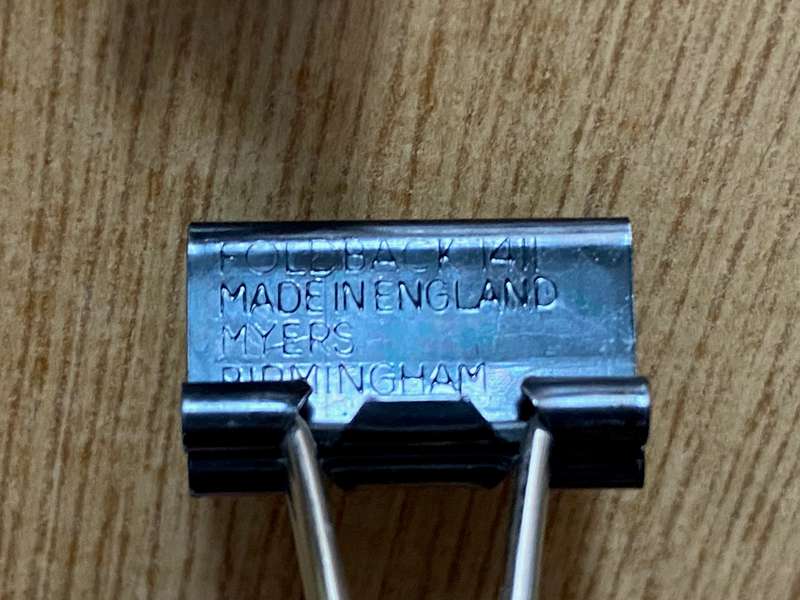 FOLDBACK 1411
MADE IN ENGLAND
MYERS
BIRMINGHAM